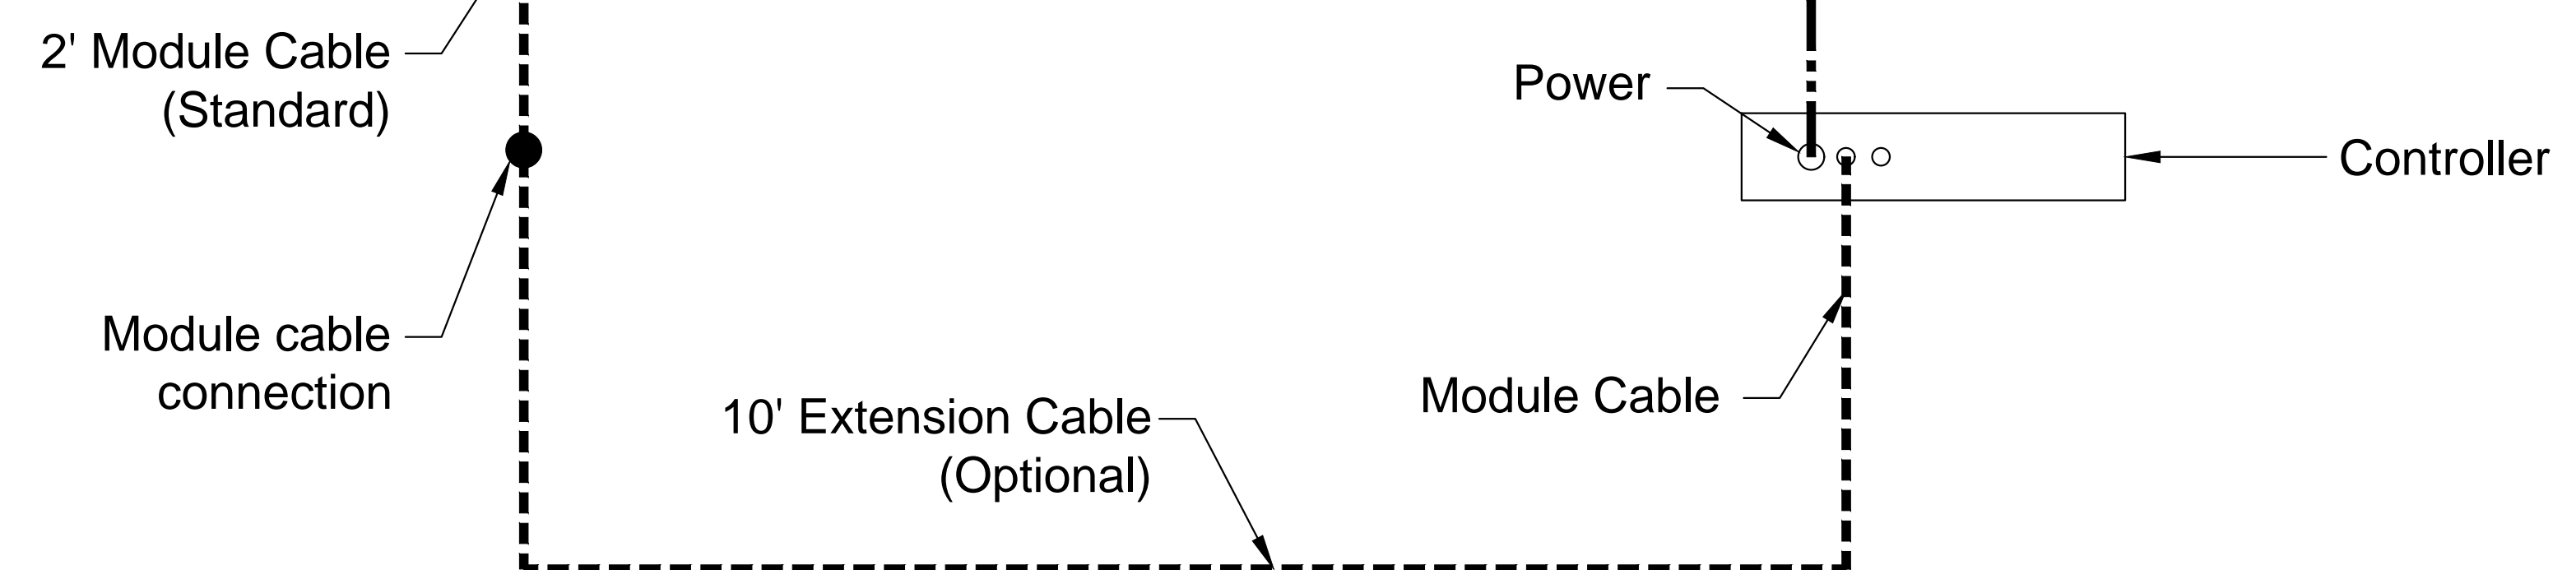 2' Module Cable
(Standard)
Power
Controller
Module cable
connection
10' Extension Cable
(Optional)
Module Cable